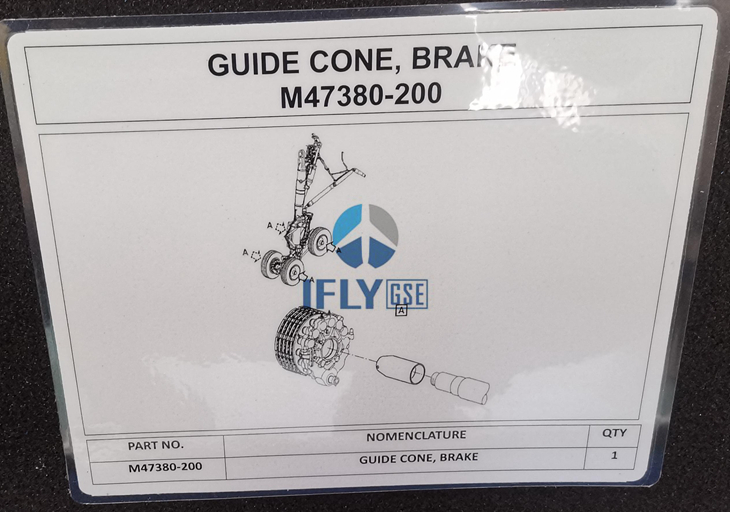 GUIDE CONE, BRAKE
M47380-200
A
A
A
A
IFLY GSE
A
PART NO.
NOMENCLATURE
QTY
M47380-200
GUIDE CONE, BRAKE
1